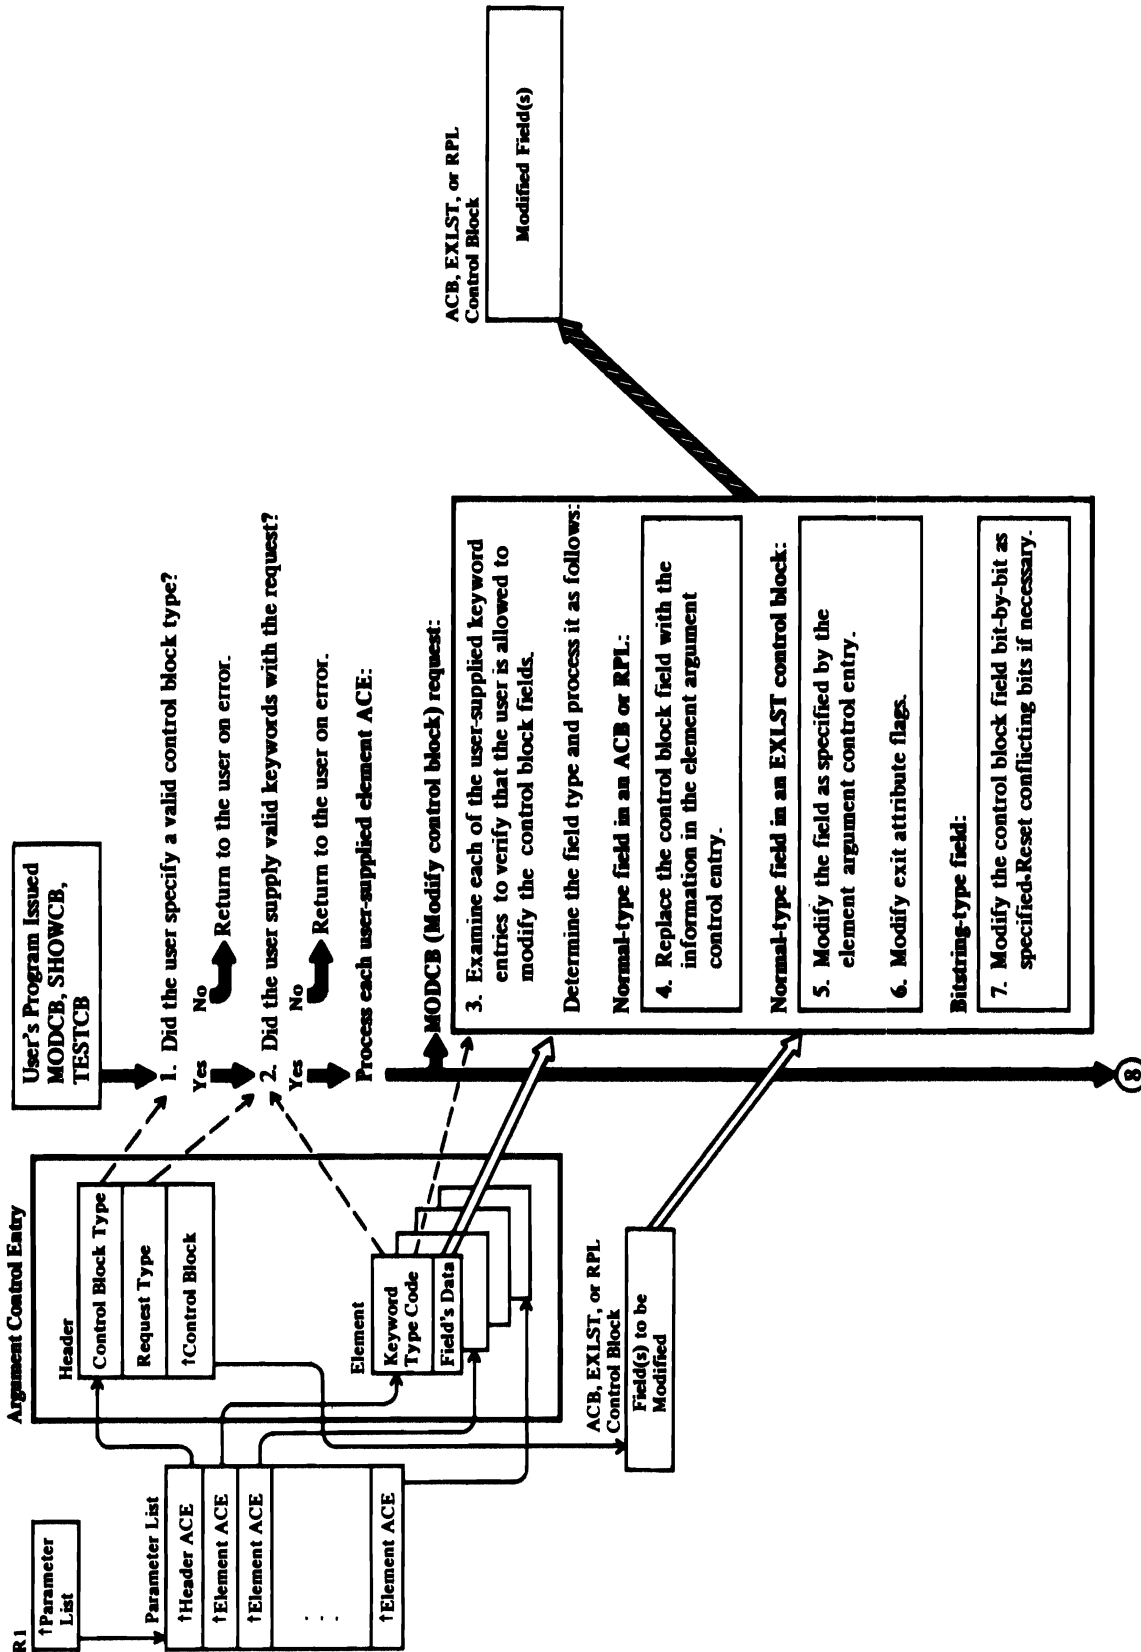 R1
↑Parameter
List
Parameter List
↑Header ACE
↑Element ACE
↑Element ACE
.
.
.
↑Element ACE
Argument Control Entry
Header
Control Block Type
Request Type
↑Control Block
Element
Keyword
Type Code
Field's Data
ACB, EXLST, or RPL
Control Block
Field(s) to be
Modified
User's Program Issued
MODCB, SHOWCB,
TESTCB
1. Did the user specify a valid control block type?
Yes No
Return to the user on error.
2. Did the user supply valid keywords with the request?
Yes No
Return to the user on error.
Process each user-supplied element ACE:
MODCB (Modify control block) request:
3. Examine each of the user-supplied keyword
entries to verify that the user is allowed to
modify the control block fields.
Determine the field type and process it as follows:
Normal-type field in an ACB or RPL:
4. Replace the control block field with the
information in the element argument
control entry.
Normal-type field in an EXLST control block:
5. Modify the field as specified by the
element argument control entry.
6. Modify exit attribute flags.
Bitstring-type field:
7. Modify the control block field bit-by-bit as
specified.Reset conflicting bits if necessary.
8
ACB, EXLST, or RPL
Control Block
Modified Field(s)